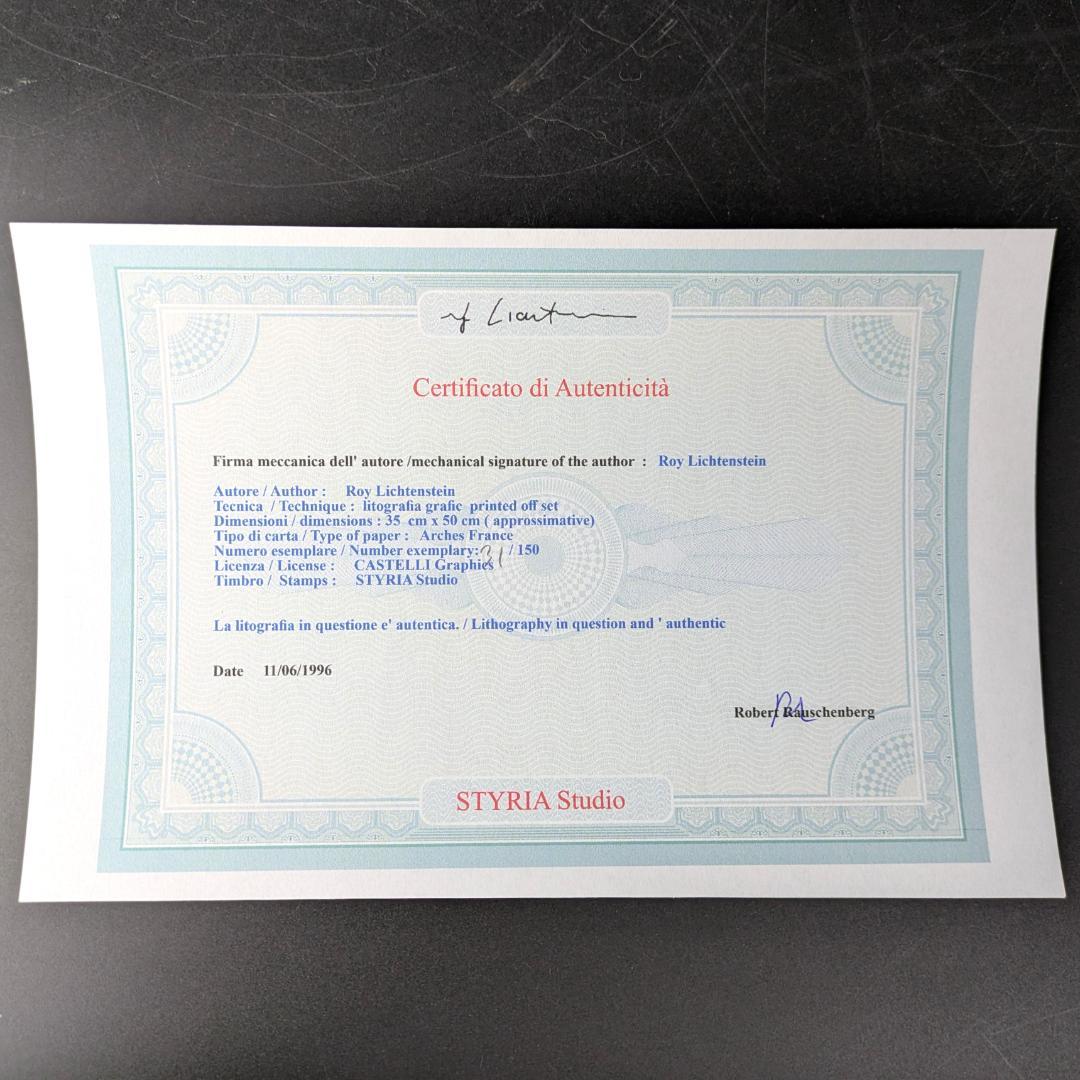 rf Lichtenstein
Certificato di Autenticità
Firma meccanica dell' autore /mechanical signature of the author : Roy Lichtenstein
Autore / Author : Roy Lichtenstein
Tecnica / Technique : litografia grafic printed off set
Dimensioni / dimensions : 35 cm x 50 cm ( approssimative)
Tipo di carta / Type of paper : Arches France
Numero esemplare / Number exemplary: 31 / 150
Licenza / License : CASTELLI Graphics
Timbro / Stamps : STYRIA Studio
La litografia in questione e' autentica. / Lithography in question and ' authentic
Date 11/06/1996
Robert Rauschenberg
STYRIA Studio